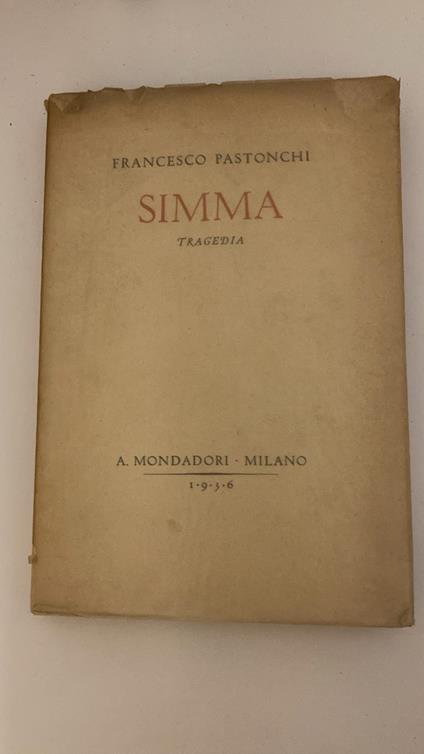 FRANCESCO PASTONCHI
SIMMA
TRAGEDIA
A. MONDADORI · MILANO
1·9·3·6